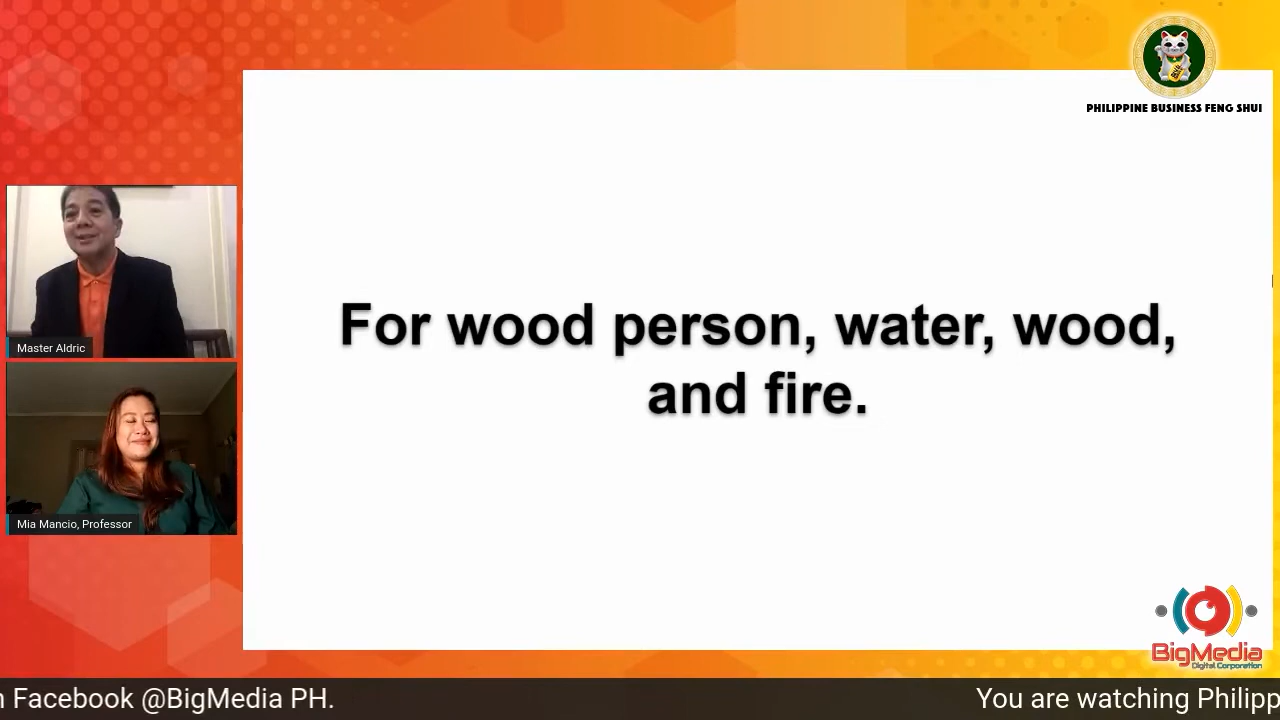 PHILIPPINE BUSINESS FENG SHUI
For wood person, water, wood,
and fire.
Master Aldric
Mia Mancio, Professor
BigMedia
Digital Corporation
n Facebook @BigMedia PH.
You are watching Philipp